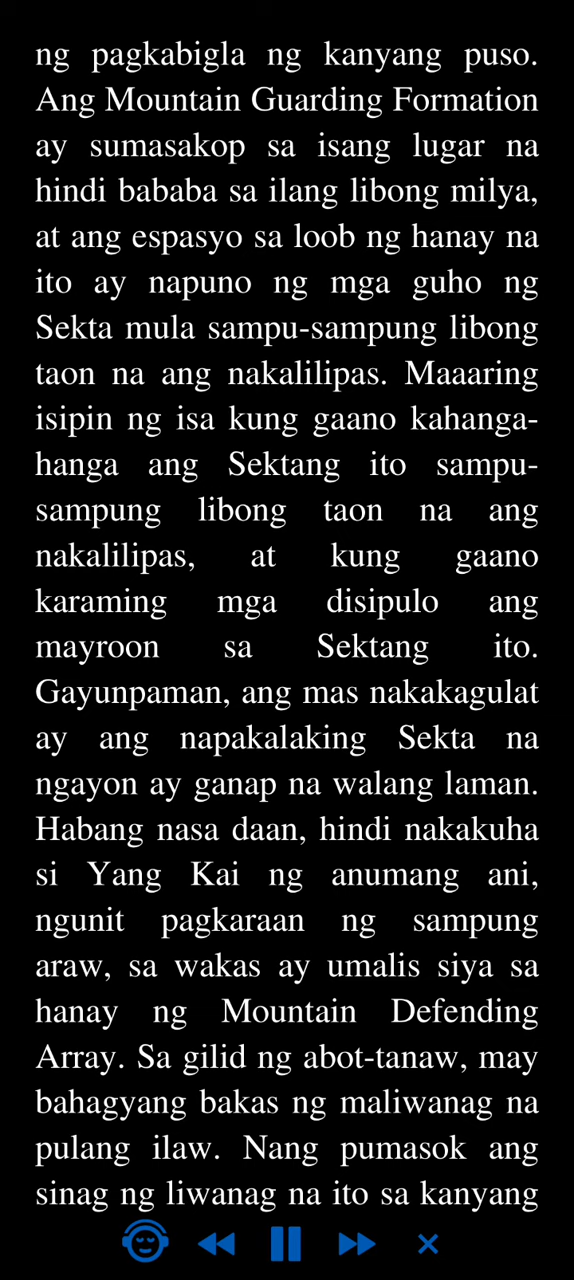 ng pagkabigla ng kanyang puso.
Ang Mountain Guarding Formation
ay sumasakop sa isang lugar na
hindi bababa sa ilang libong milya,
at ang espasyo sa loob ng hanay na
ito ay napuno ng mga guho ng
Sekta mula sampu-sampung libong
taon na ang nakalilipas. Maaaring
isipin ng isa kung gaano kahanga-
hanga ang Sektang ito sampu-
sampung libong taon na ang
nakalilipas, at kung gaano
karaming mga disipulo ang
mayroon sa Sektang ito.
Gayunpaman, ang mas nakakagulat
ay ang napakalaking Sekta na
ngayon ay ganap na walang laman.
Habang nasa daan, hindi nakakuha
si Yang Kai ng anumang ani,
ngunit pagkaraan ng sampung
araw, sa wakas ay umalis siya sa
hanay ng Mountain Defending
Array. Sa gilid ng abot-tanaw, may
bahagyang bakas ng maliwanag na
pulang ilaw. Nang pumasok ang
sinag ng liwanag na ito sa kanyang